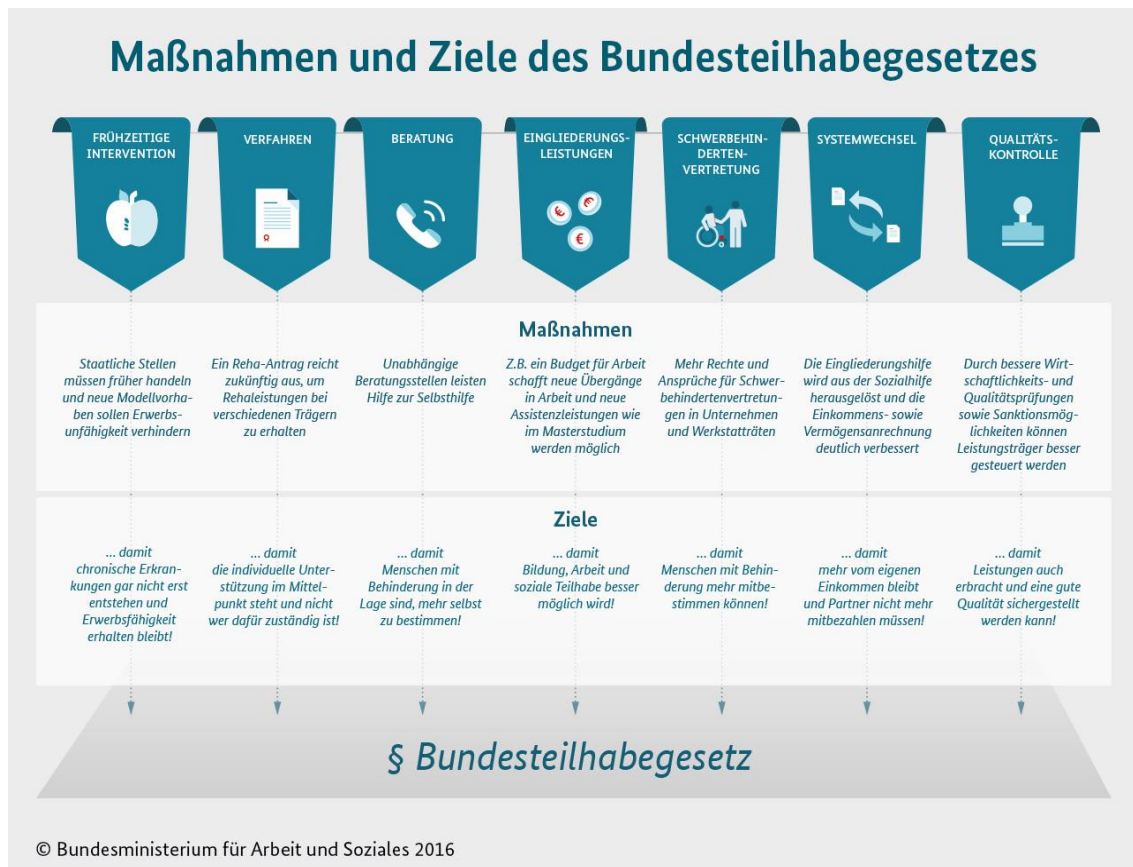 Maßnahmen und Ziele des Bundesteilhabegesetzes
FRÜHZEITIGE
INTERVENTION
VERFAHREN
BERATUNG
EINGLIEDERUNGS-
LEISTUNGEN
SCHWERBEHIN-
DERTEN-
VERTRETUNG
SYSTEMWECHSEL
QUALITÄTS-
KONTROLLE
€
€
€
Maßnahmen
Staatliche Stellen
müssen früher handeln
und neue Modellvorha-
ben sollen Erwerbs-
unfähigkeit verhindern
Ein Reha-Antrag reicht
zukünftig aus, um
Rehaleistungen bei
verschiedenen Trägern
zu erhalten
Unabhängige
Beratungsstellen leisten
Hilfe zur Selbsthilfe
Z.B. ein Budget für Arbeit
schafft neue Übergänge
in Arbeit und neue
Assistenzleistungen wie
im Masterstudium
werden möglich
Mehr Rechte und
Ansprüche für Schwer-
behindertenvertretun-
gen in Unternehmen
und Werkstatträten
Die Eingliederungshilfe
wird aus der Sozialhilfe
herausgelöst und die
Einkommens- sowie
Vermögensanrechnung
deutlich verbessert
Durch bessere Wirt-
schaftlichkeits- und
Qualitätsprüfungen
sowie Sanktionsmög-
lichkeiten können
Leistungsträger besser
gesteuert werden
Ziele
... damit
chronische Erkran-
kungen gar nicht erst
entstehen und
Erwerbsfähigkeit
erhalten bleibt!
... damit
die individuelle Unter-
stützung im Mittel-
punkt steht und nicht
wer dafür zuständig ist!
... damit
Menschen mit
Behinderung in der
Lage sind, mehr selbst
zu bestimmen!
... damit
Bildung, Arbeit und
soziale Teilhabe besser
möglich wird!
... damit
Menschen mit Behin-
derung mehr mitbe-
stimmen können!
... damit
mehr vom eigenen
Einkommen bleibt
und Partner nicht mehr
mitbezahlen müssen!
... damit
Leistungen auch
erbracht und eine gute
Qualität sichergestellt
werden kann!
§ Bundesteilhabegesetz
© Bundesministerium für Arbeit und Soziales 2016